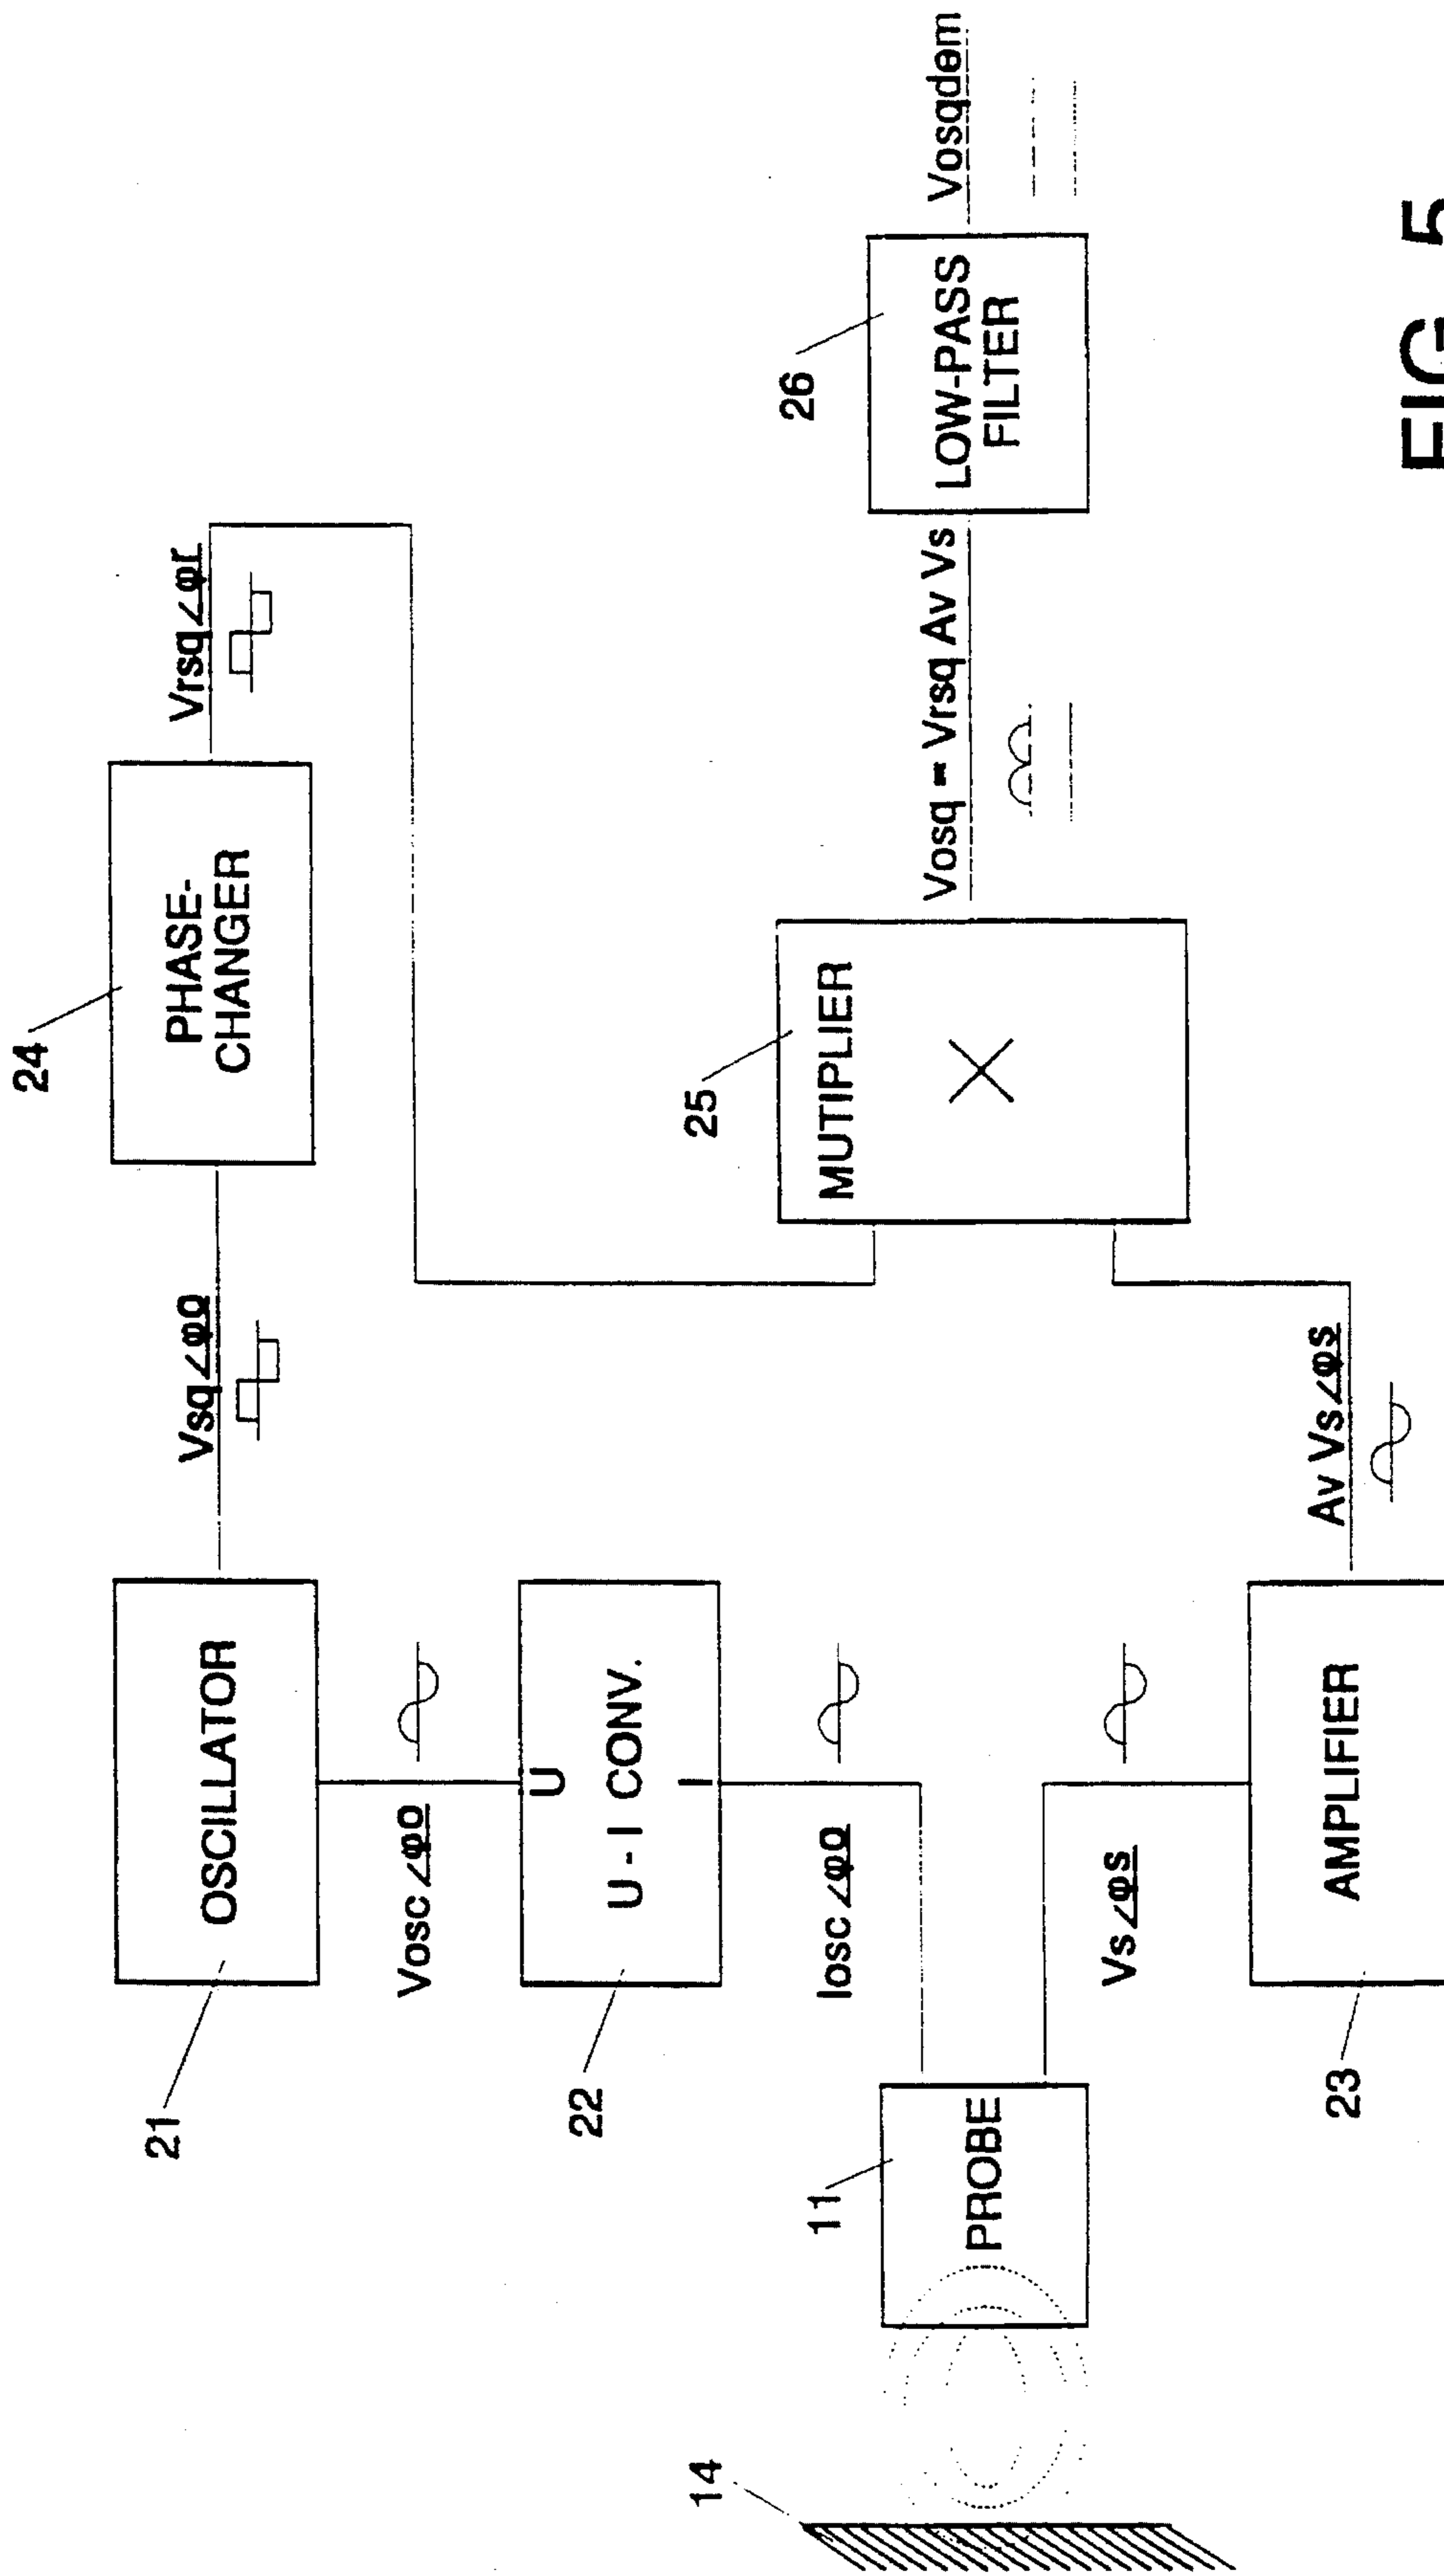 24
Vsq∠φo
PHASE-
CHANGER
Vrsq∠φr
21
OSCILLATOR
Vosc∠φo
U
U - I CONV.
I
22
Iosc∠φo
25
MUTIPLIER
X
26
LOW-PASS
FILTER
Vosq = Vrsq Av Vs
Vosqdem
14
11
PROBE
Vs∠φs
23
AMPLIFIER
Av Vs∠φs
FIG. 5